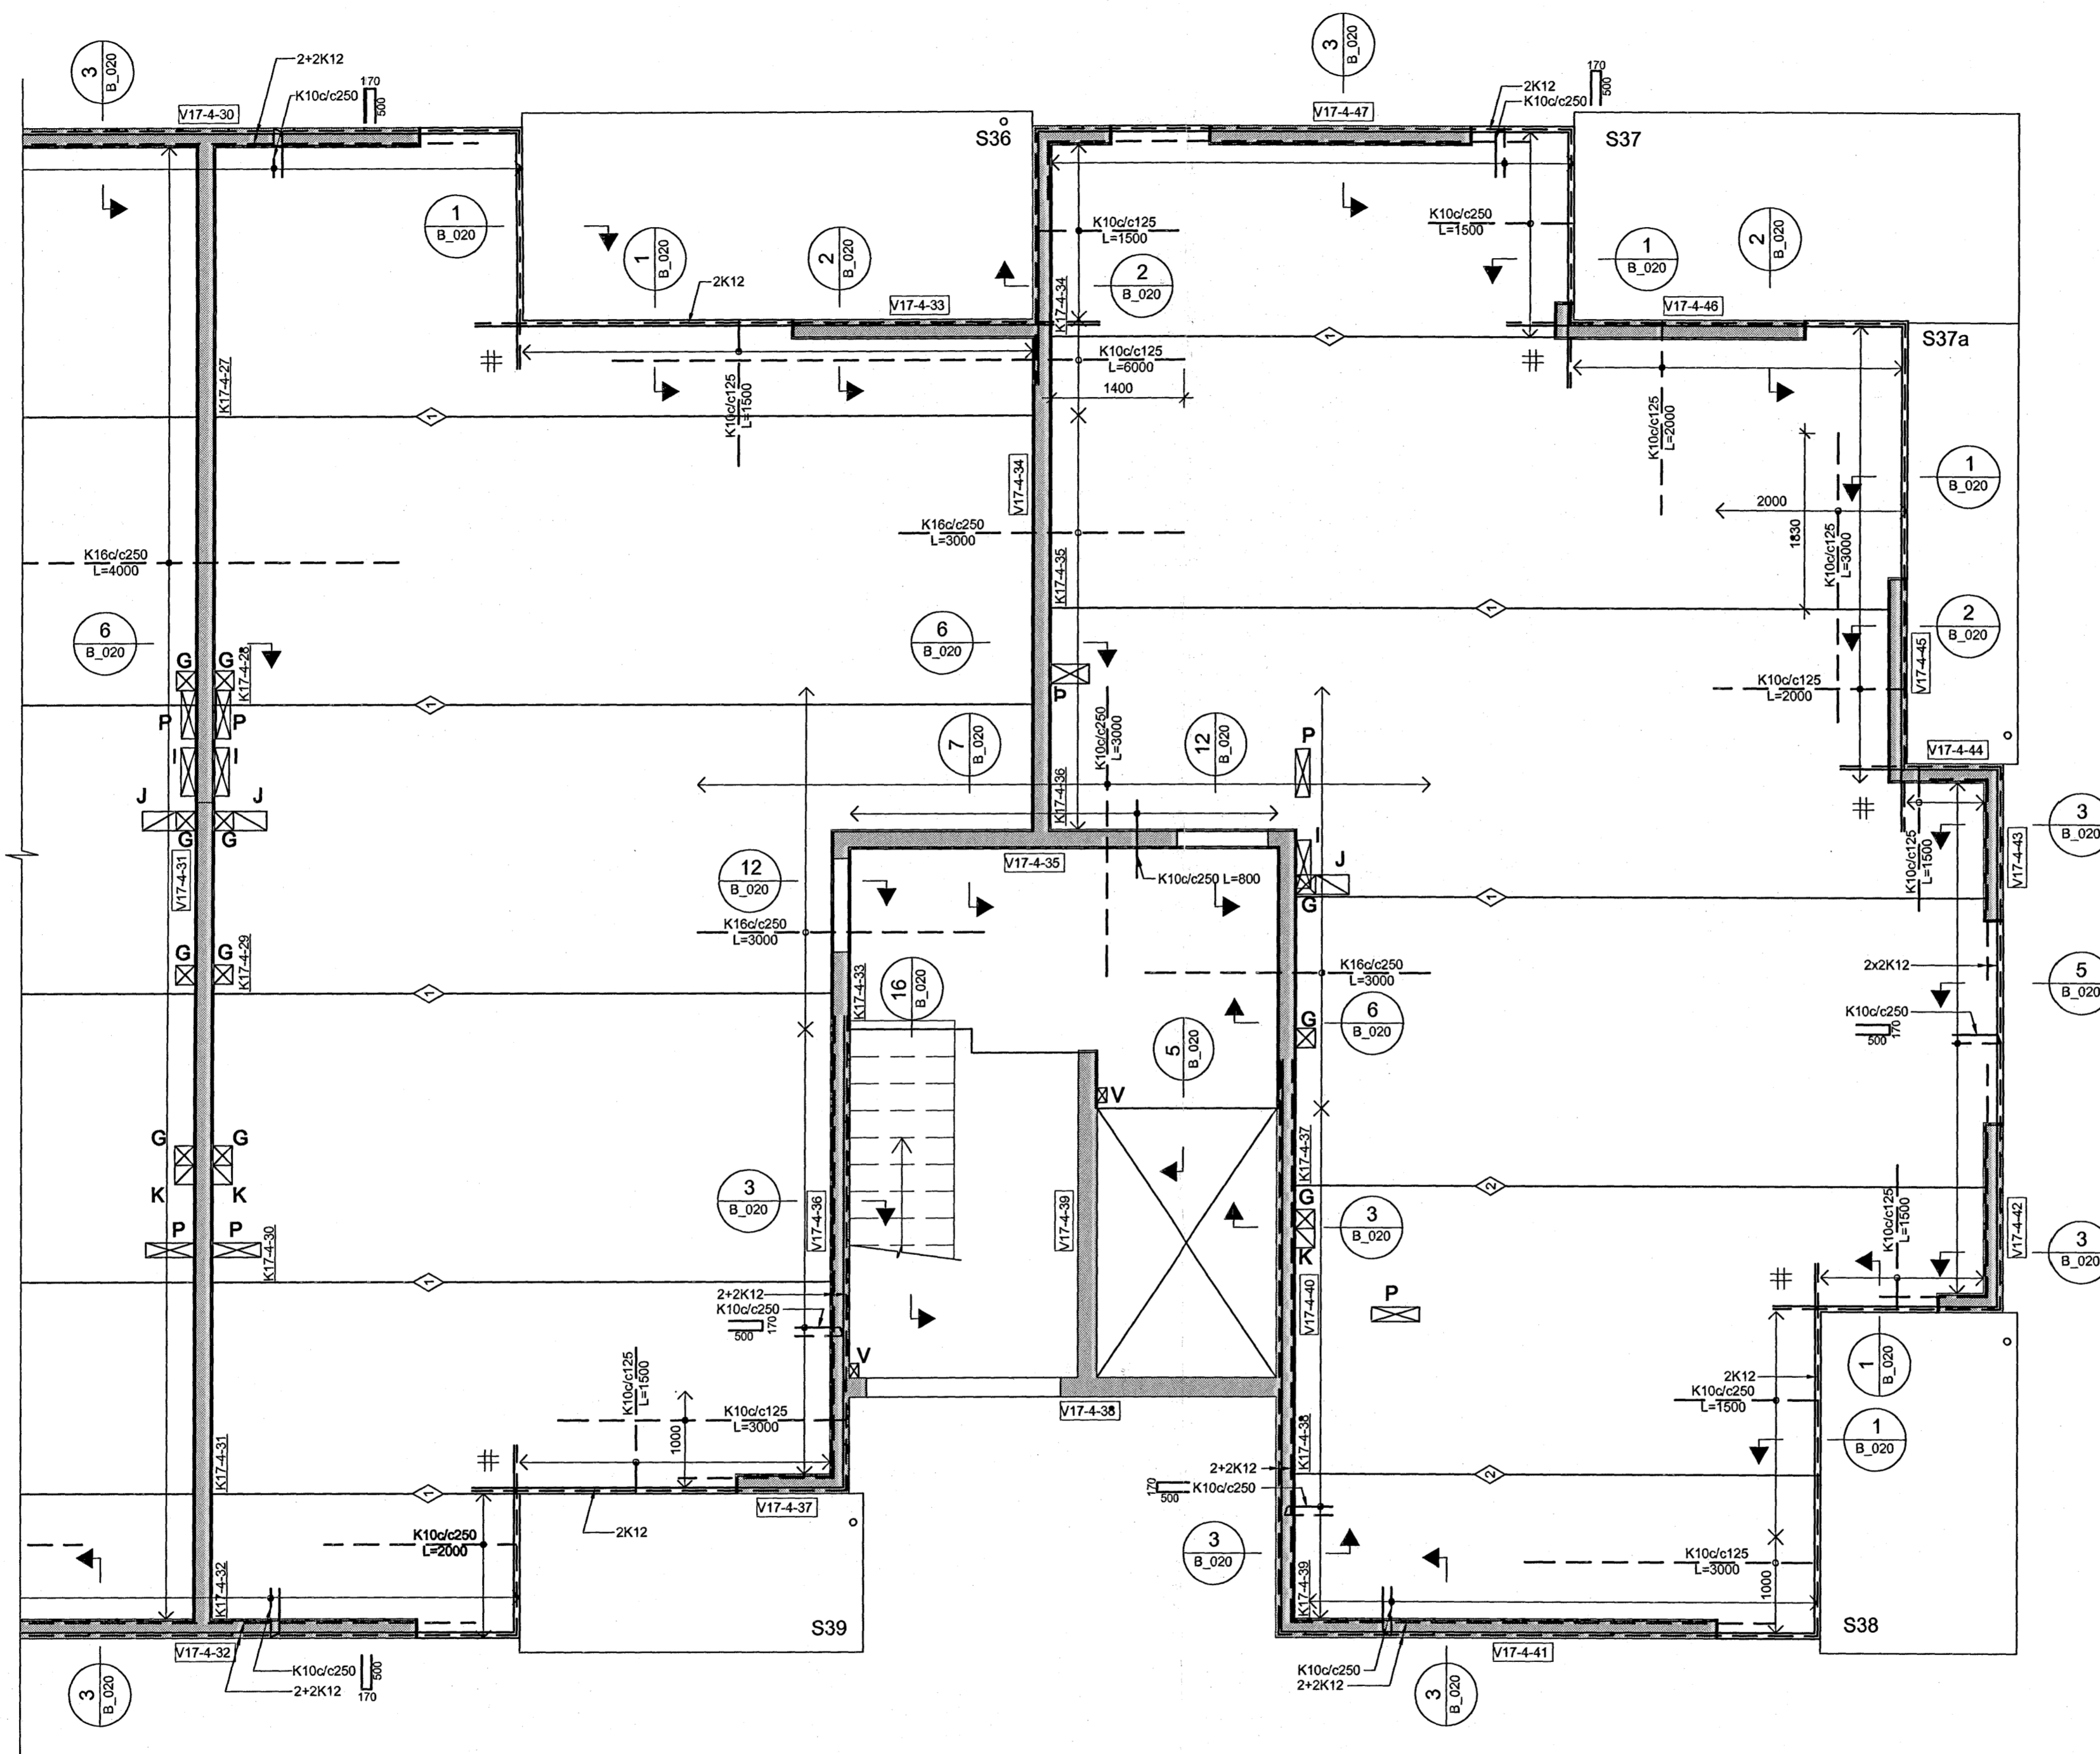 3
B_020
2+2K12
K10c/c250
170
500
V17-4-30
3
B_020
V17-4-47
2K12
K10c/c250
170
500
S36
S37
1
B_020
1
B_020
2
B_020
2K12
V17-4-33
K17-4-34
K10c/c125
L=1500
2
B_020
K10c/c250
L=1500
1
B_020
2
B_020
V17-4-46
S37a
1
K10c/c125
L=6000
1400
K17-4-27
K10c/c125
L=1500
1
V17-4-34
K10c/c125
L=2000
1
B_020
2000
1830
K10c/c125
L=3000
K16c/c250
L=4000
K16c/c250
L=3000
K17-4-35
1
6
B_020
6
B_020
2
B_020
V17-4-45
G
G
K17-4-28
P
P
1
P
K10c/c125
L=2000
I
I
7
B_020
K10c/c250
L=3000
12
B_020
P
V17-4-44
J
J
G
G
K17-4-36
V17-4-31
12
B_020
V17-4-35
K10c/c250 L=800
I
J
G
1
K10c/c125
L=1500
V17-4-43
3
B_020
K16c/c250
L=3000
G
G
K17-4-29
1
K17-4-33
16
B_020
K16c/c250
L=3000
2x2K12
5
B_020
6
B_020
G
K10c/c250
500
170
5
B_020
V
G
G
K
K
K17-4-37
2
G
K
3
B_020
V17-4-36
V17-4-39
3
B_020
K10c/c125
L=1500
V17-4-42
3
B_020
P
P
K17-4-30
1
V17-4-40
P
2+2K12
K10c/c250
500
170
V
K10c/c125
L=1500
K10c/c125
L=3000
1000
V17-4-38
1
B_020
2K12
K10c/c250
L=1500
1
B_020
K17-4-31
1
V17-4-37
2K12
K17-4-38
2+2K12
K10c/c250
170
500
2
K10c/c250
L=2000
K17-4-32
3
B_020
K17-4-39
K10c/c125
L=3000
1000
S39
S38
V17-4-32
V17-4-41
3
B_020
K10c/c250
2+2K12
500
170
K10c/c250
2+2K12
3
B_020